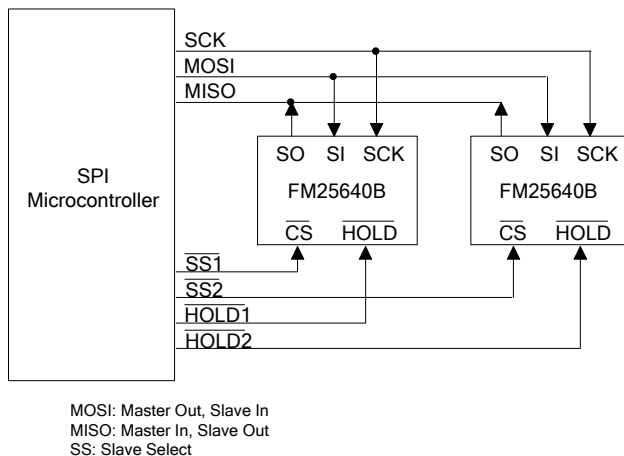 SCK
MOSI
MISO
SPI
Microcontroller
SO SI SCK
FM25640B
CS HOLD
SO SI SCK
FM25640B
CS HOLD
SS1
SS2
HOLD1
HOLD2
MOSI: Master Out, Slave In
MISO: Master In, Slave Out
SS: Slave Select